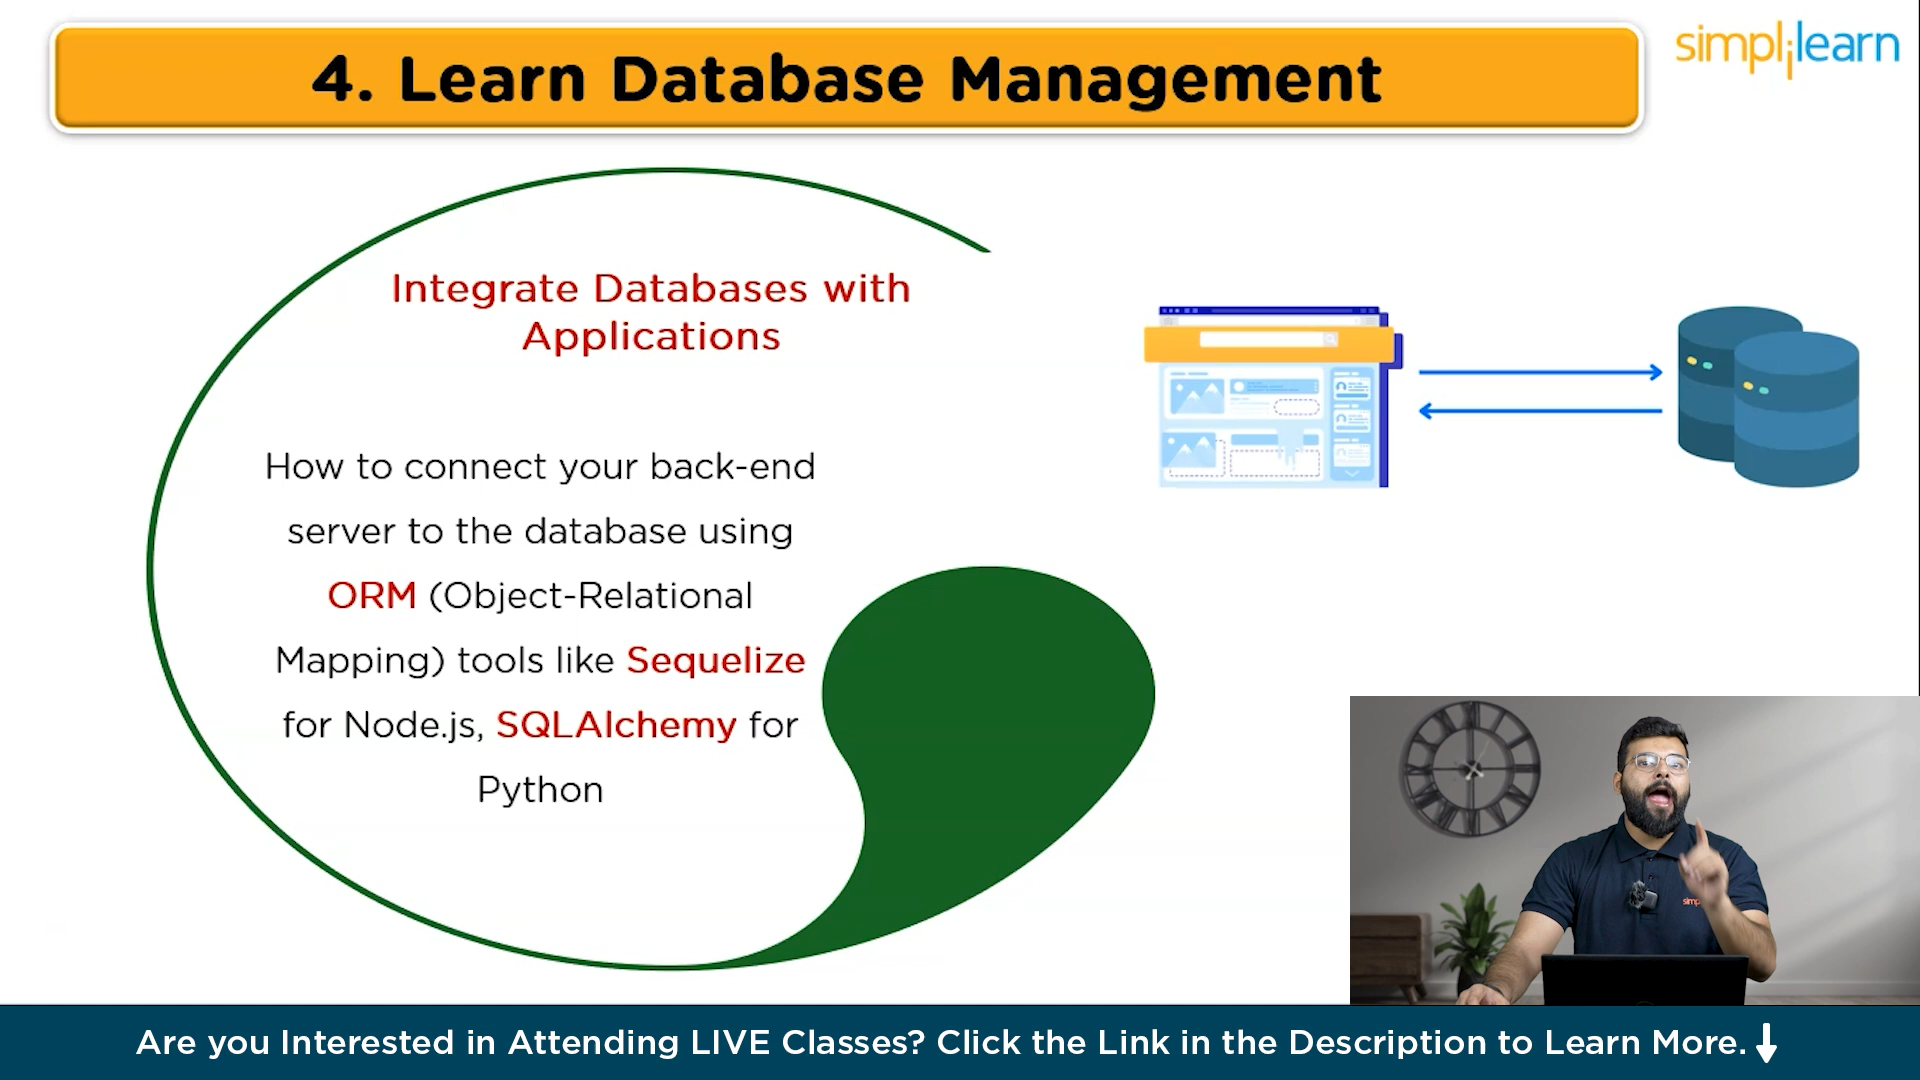 4. Learn Database Management
simplilearn
Integrate Databases with
Applications
How to connect your back-end
server to the database using
ORM (Object-Relational
Mapping) tools like Sequelize
for Node.js, SQLAlchemy for
Python
simp
Are you Interested in Attending LIVE Classes? Click the Link in the Description to Learn More.